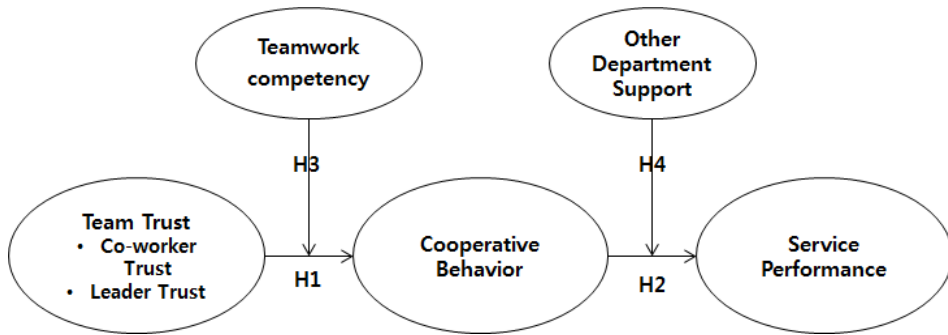 Teamwork
competency
Other
Department
Support
H3
H4
Team Trust
• Co-worker
Trust
• Leader Trust
H1
Cooperative
Behavior
H2
Service
Performance